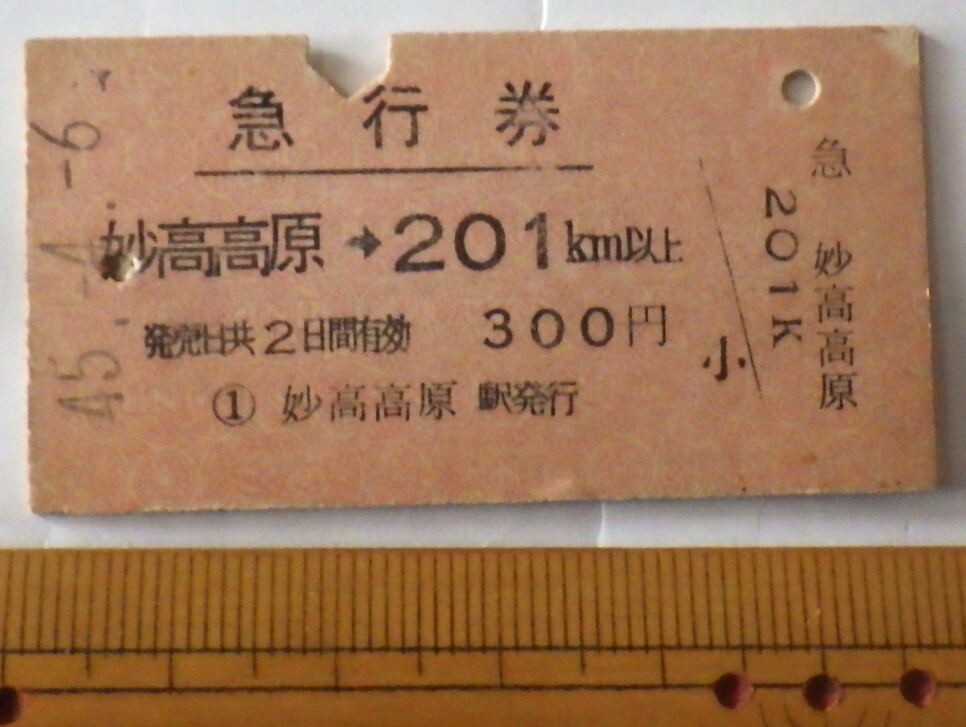 急行券
妙高高原→201km以上
発売日共2日間有効 300円
① 妙高高原 駅発行
小
急 妙高高原
201K
45.-4.-6